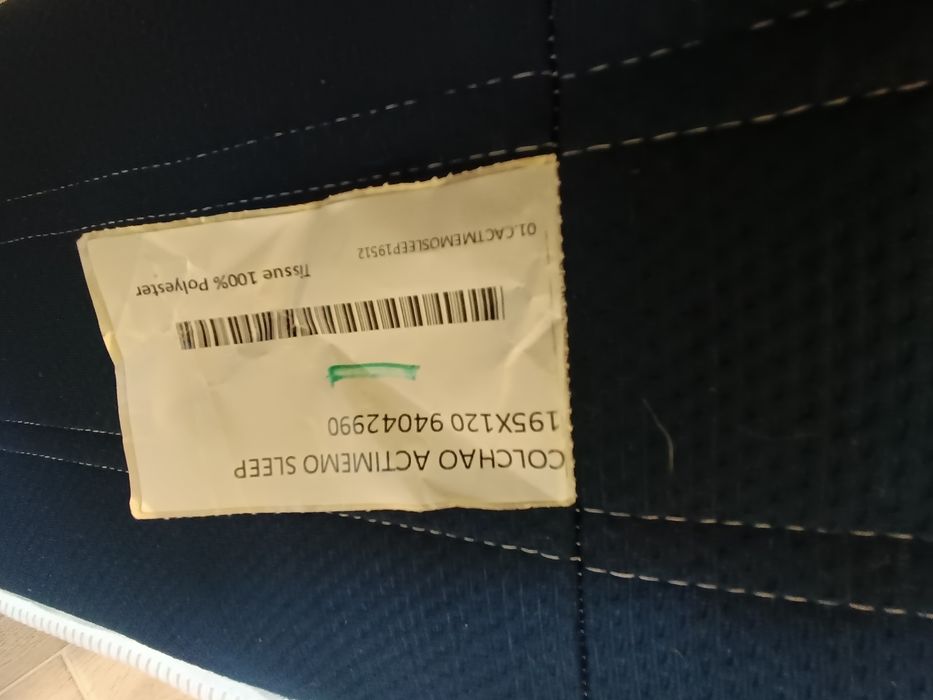 COLCHAO ACTIMEMO SLEEP
195X120 94042990
Tissue 100% Polyester
01.CACTMEMOSLEEP19512